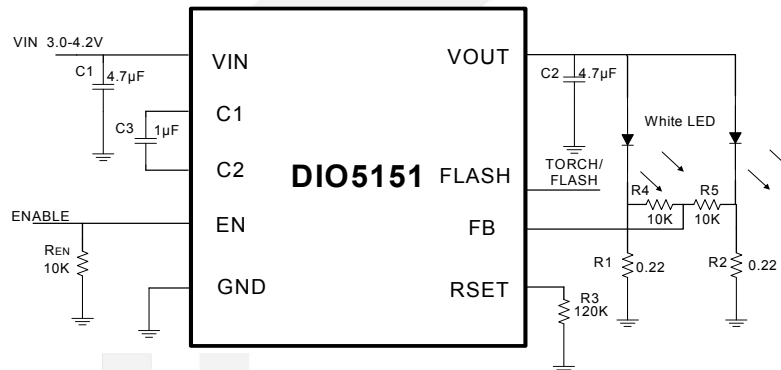 VIN 3.0-4.2V
C1
4.7µF
C3
1µF
ENABLE
REN
10K
VIN
C1
C2
EN
GND
DIO5151
VOUT
FLASH
FB
RSET
C2
4.7µF
White LED
TORCH/
FLASH
R4
10K
R5
10K
R1
0.22
R2
0.22
R3
120K